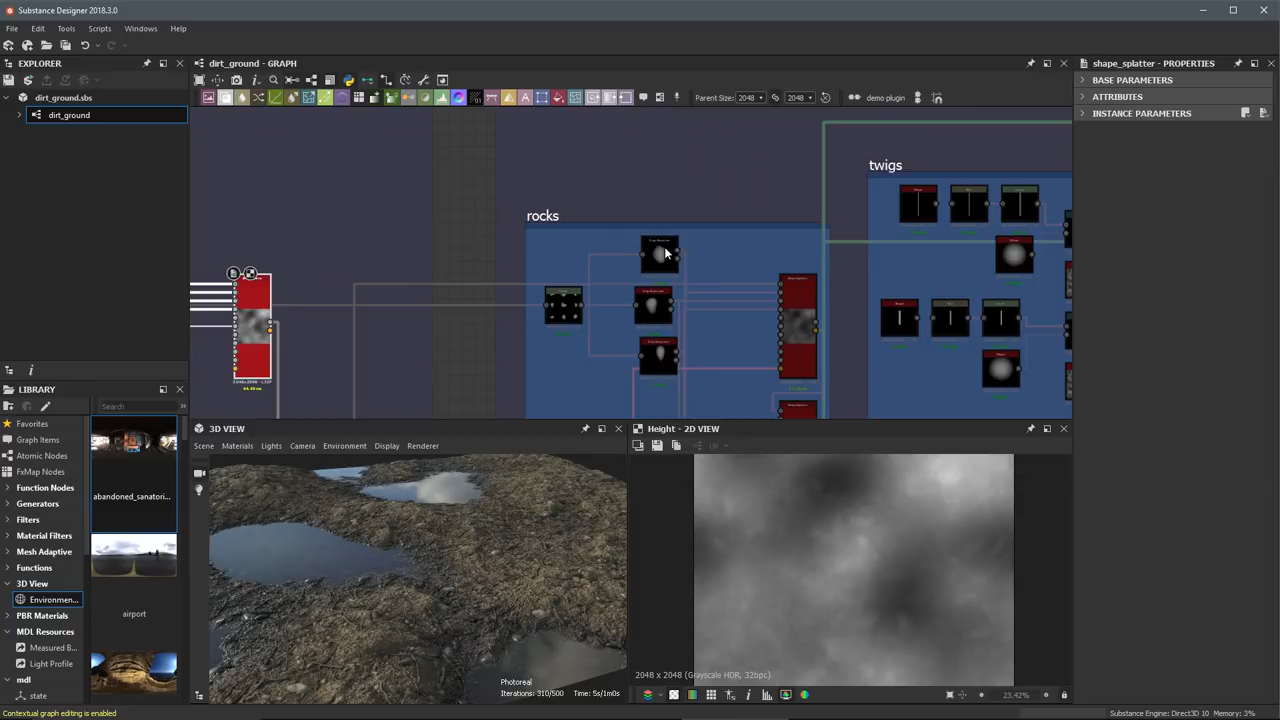 Substance Designer 2018.3.0
File Edit Tools Scripts Windows Help
EXPLORER
dirt_ground.sbs
dirt_ground
dirt_ground - GRAPH
Parent Size: 2048 2048 demo plugin
rocks
twigs
2048x2048 - L32F
shape_splatter - PROPERTIES
BASE PARAMETERS
ATTRIBUTES
INSTANCE PARAMETERS
LIBRARY
Search
Favorites
Graph Items
Atomic Nodes
FxMap Nodes
Function Nodes
Generators
Filters
Material Filters
Mesh Adaptive
Functions
3D View
Environmen...
PBR Materials
MDL Resources
Measured B...
Light Profile
mdl
state
abandoned_sanatori...
airport
3D VIEW
Scene Materials Lights Camera Environment Display Renderer
Photoreal
Iterations: 310/500 Time: 5s/1m0s
Height - 2D VIEW
UV
2048 x 2048 (Grayscale HDR, 32bpc)
23.42%
Contextual graph editing is enabled
Substance Engine: Direct3D 10 Memory: 3%